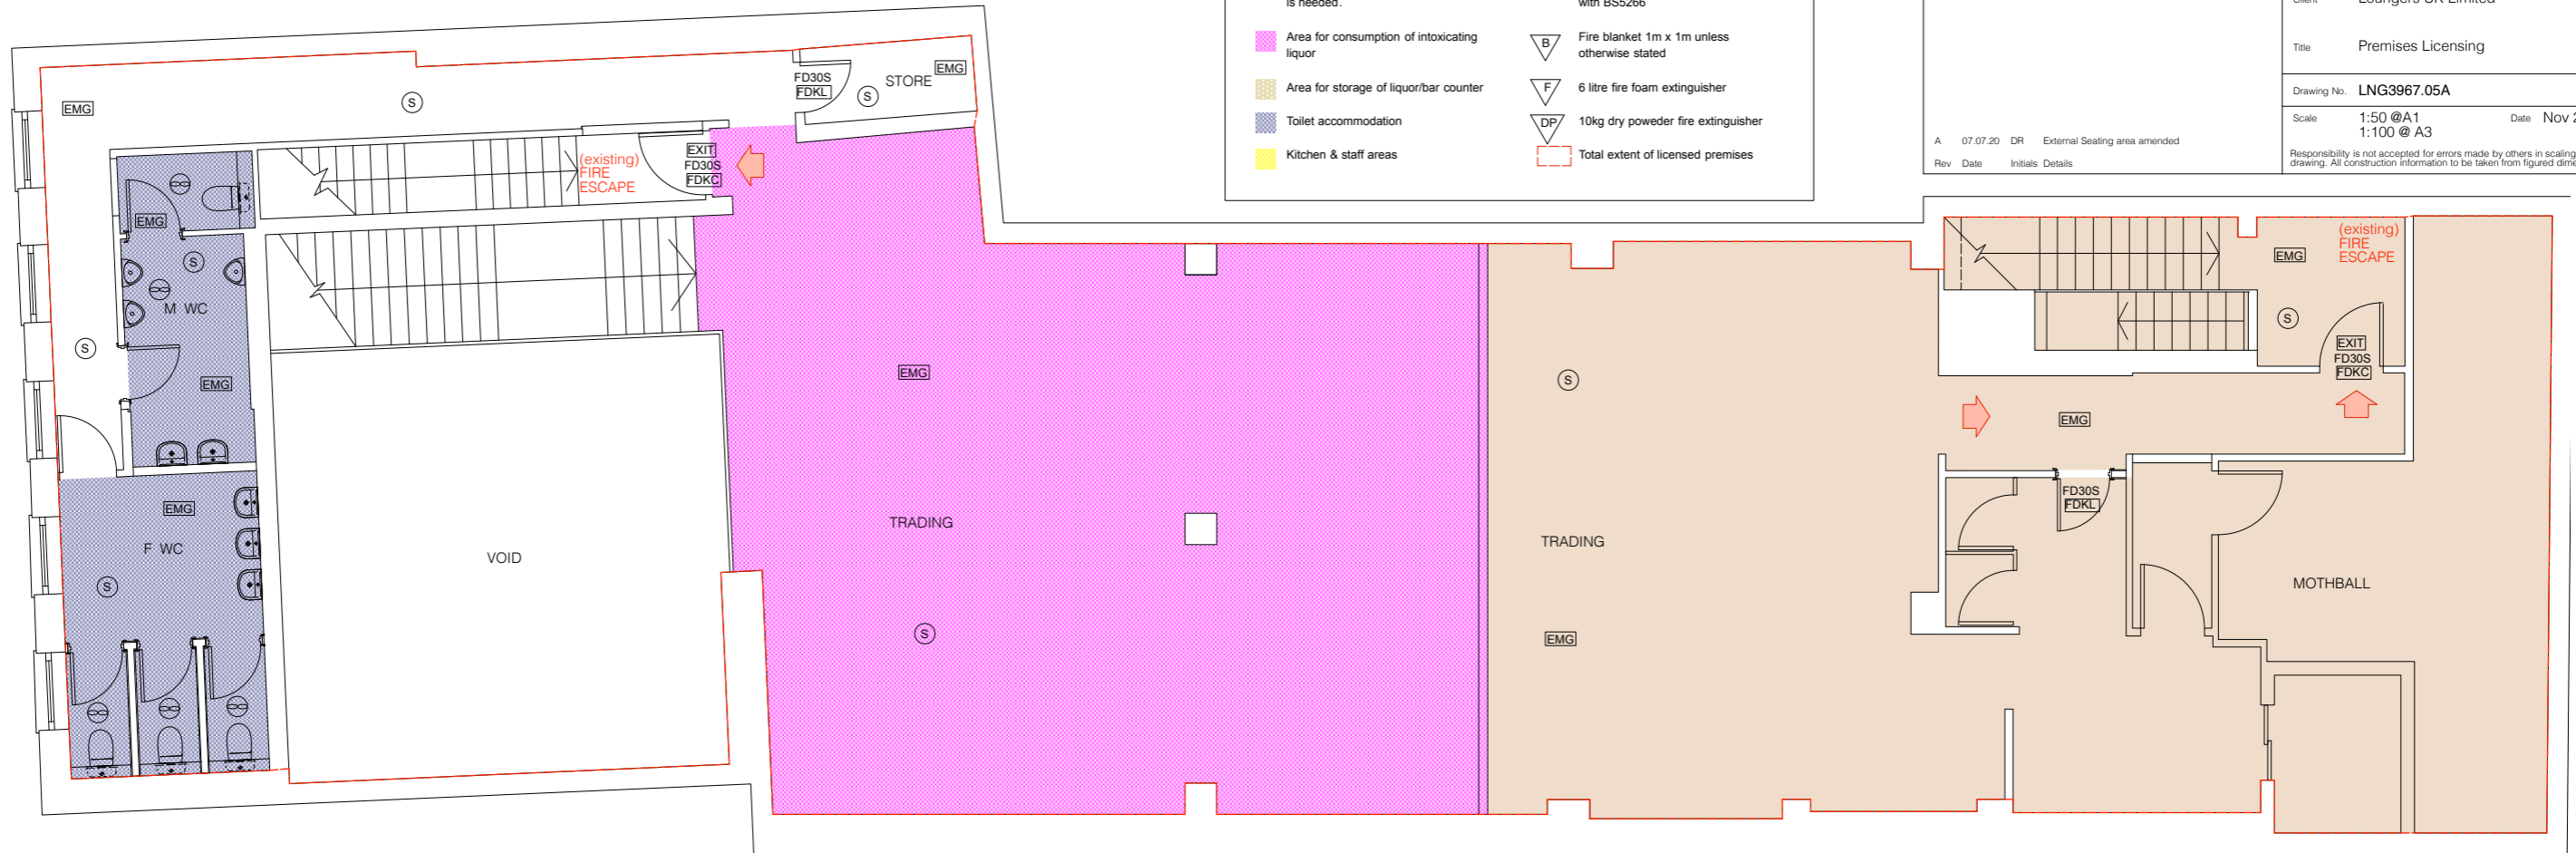 is needed.
with BS5266
Area for consumption of intoxicating
liquor
B
Fire blanket 1m x 1m unless
otherwise stated
Area for storage of liquor/bar counter
F
6 litre fire foam extinguisher
Toilet accommodation
DP
10kg dry poweder fire extinguisher
Kitchen & staff areas
Total extent of licensed premises
Client Loungers UK Limited
Title Premises Licensing
Drawing No. LNG3967.05A
Scale 1:50 @A1 Date Nov 2
1:100 @ A3
Responsibility is not accepted for errors made by others in scaling
drawing. All construction information to be taken from figured dime
A 07.07.20 DR External Seating area amended
Rev Date Initials Details
EMG
S
FD30S
FDKL
STORE
EMG
S
(existing)
FIRE
ESCAPE
EXIT
FD30S
FDKC
EMG
S
M WC
S
EMG
EMG
F WC
S
VOID
EMG
TRADING
S
S
TRADING
EMG
(existing)
FIRE
ESCAPE
EMG
S
EXIT
FD30S
FDKC
EMG
FD30S
FDKL
MOTHBALL